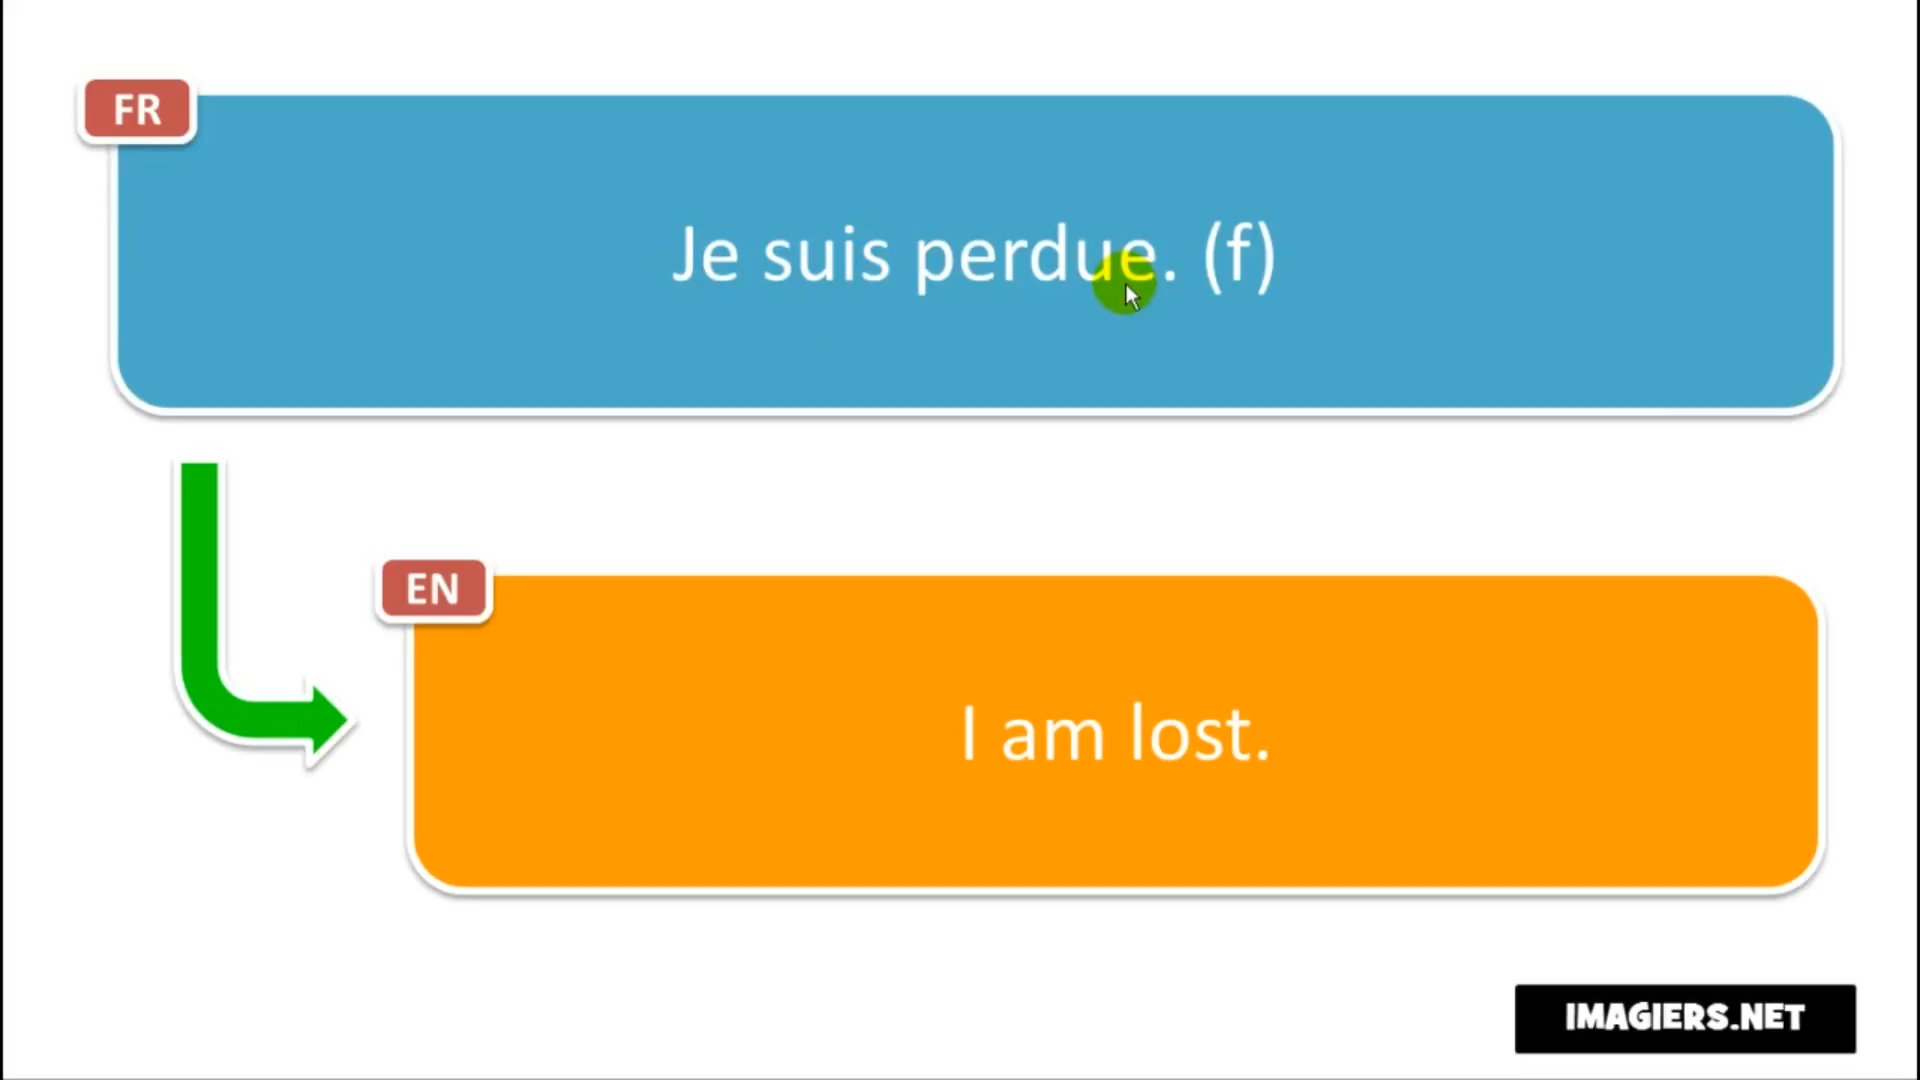 FR
Je suis perdue. (f)
EN
I am lost.
IMAGIERS.NET